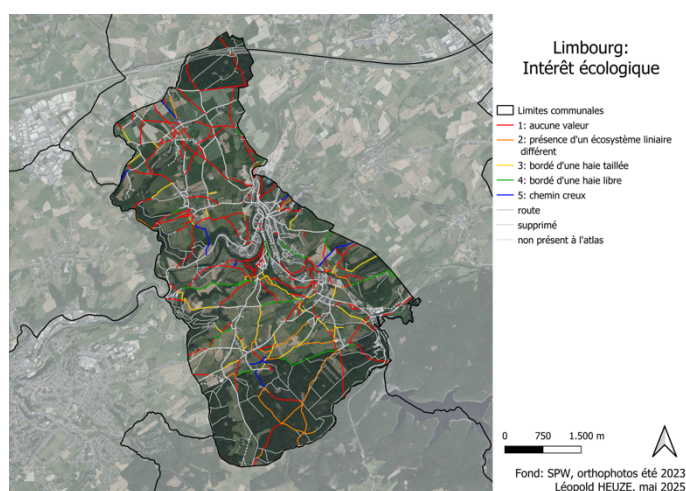 Limbourg:
Intérêt écologique
Limites communales
1: aucune valeur
2: présence d'un écosystème liniaire
différent
3: bordé d'une haie taillée
4: bordé d'une haie libre
5: chemin creux
route
supprimé
non présent à l'atlas
0 750 1.500 m
Fond: SPW, orthophotos été 2023
Léopold HEUZE, mai 2025